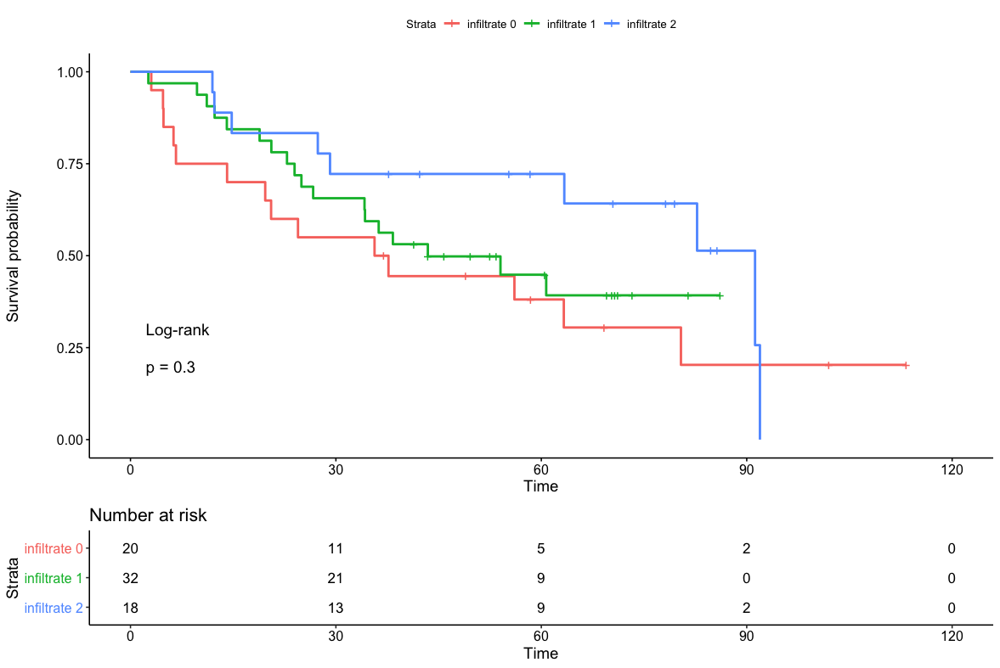 Strata infiltrate 0 infiltrate 1 infiltrate 2
Survival probability
1.00
0.75
0.50
0.25
0.00
Log-rank
p = 0.3
0 30 60 90 120
Time
Number at risk
Strata
infiltrate 0 20 11 5 2 0
infiltrate 1 32 21 9 0 0
infiltrate 2 18 13 9 2 0
0 30 60 90 120
Time